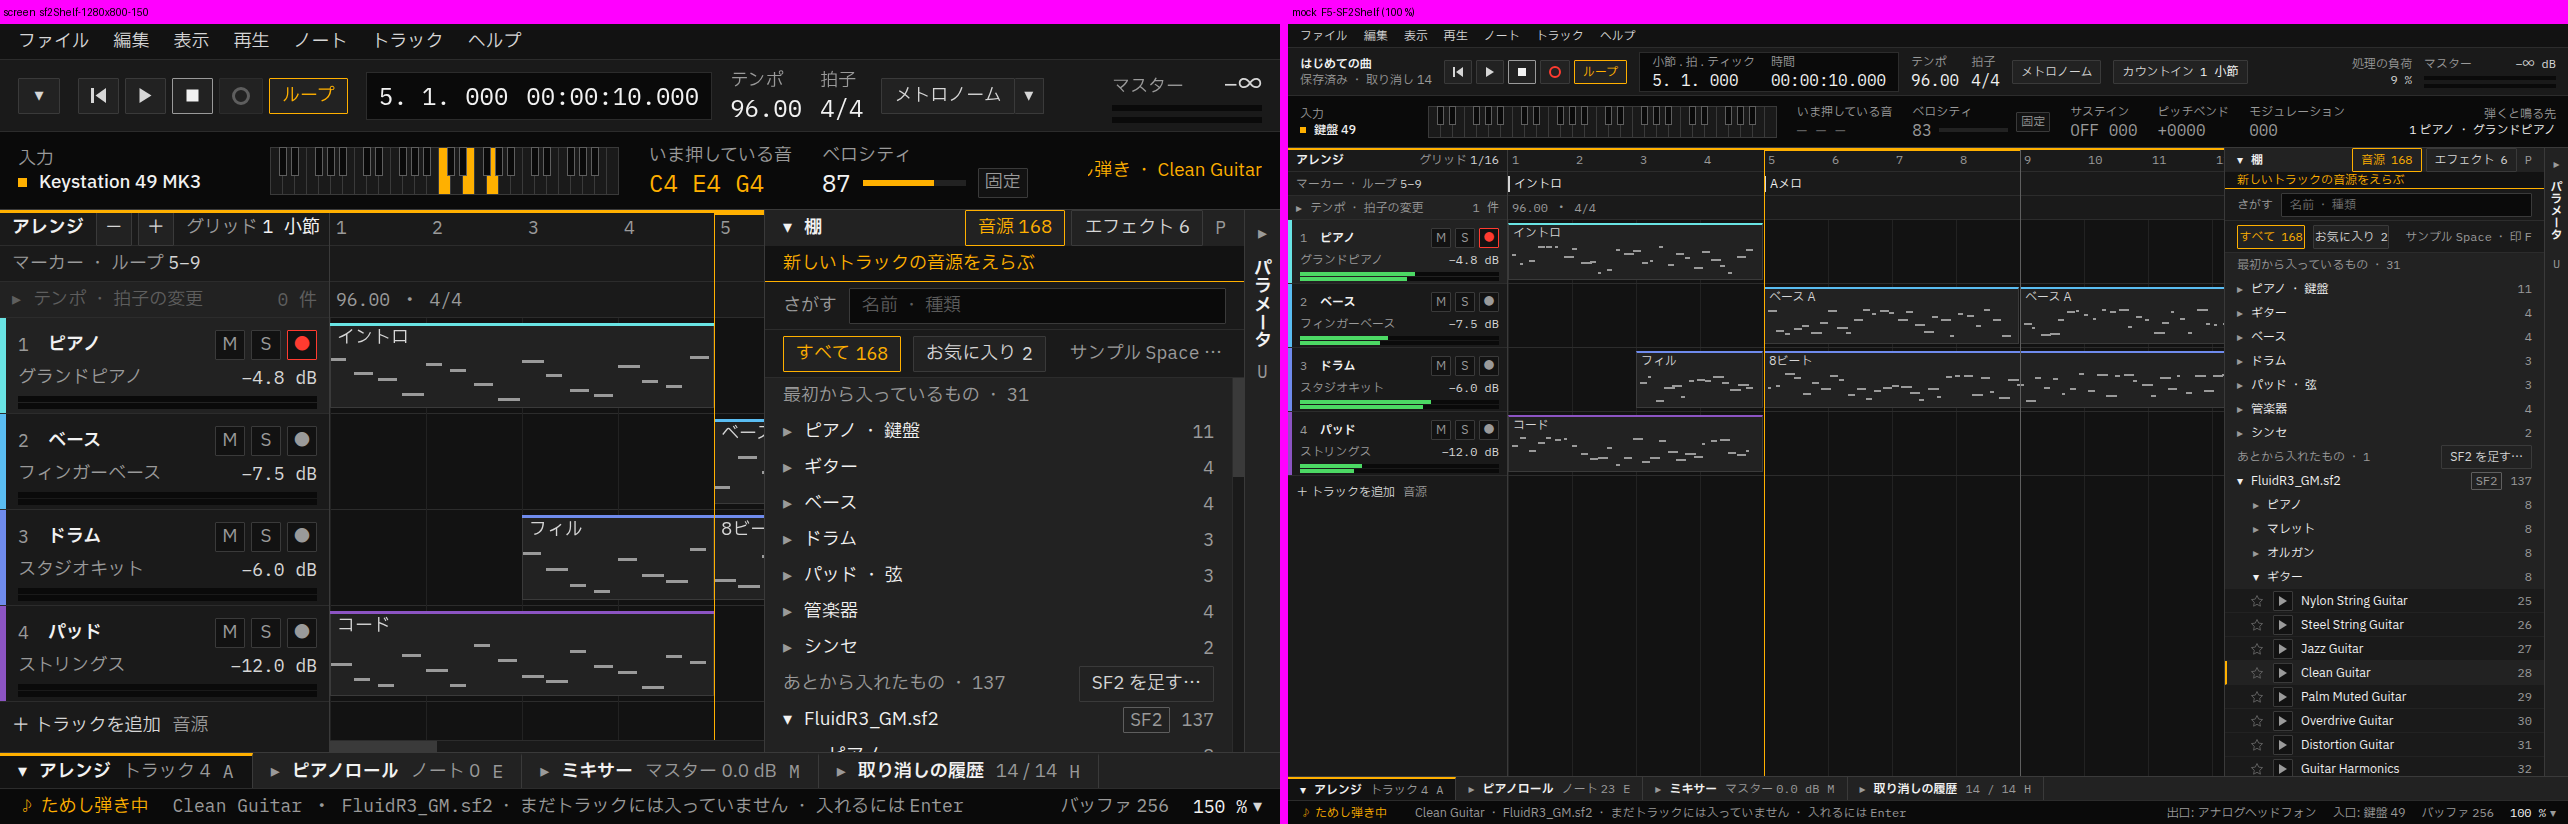 screen sf2Shelf-1280x800-150
ファイル 編集 表示 再生 ノート トラック ヘルプ
▼ ループ 5. 1. 000 00:00:10.000 テンポ 96.00 拍子 4/4 メトロノーム ▼ マスター −∞
入力 いま押している音 ベロシティ
Keystation 49 MK3 C4 E4 G4 87 固定 弾き · Clean Guitar
アレンジ − + グリッド 1 小節 1 2 3 4 5
マーカー · ループ 5–9
▶ テンポ · 拍子の変更 0 件 96.00 · 4/4
1 ピアノ M S イントロ
グランドピアノ −4.8 dB
2 ベース M S ベー
フィンガーベース −7.5 dB
3 ドラム M S フィル 8ビー
スタジオキット −6.0 dB
4 パッド M S コード
ストリングス −12.0 dB
+ トラックを追加 音源
▼ 棚 音源 168 エフェクト 6 P
新しいトラックの音源をえらぶ
さがす 名前 · 種類
すべて 168 お気に入り 2 サンプル Space …
最初から入っているもの · 31
▶ ピアノ · 鍵盤 11
▶ ギター 4
▶ ベース 4
▶ ドラム 3
▶ パッド · 弦 3
▶ 管楽器 4
▶ シンセ 2
あとから入れたもの · 137 SF2 を足す…
▼ FluidR3_GM.sf2 SF2 137
▶ パラメータ U
▼ アレンジ トラック 4 A ▶ ピアノロール ノート 0 E ▶ ミキサー マスター 0.0 dB M ▶ 取り消しの履歴 14 / 14 H
♪ ためし弾き中 Clean Guitar · FluidR3_GM.sf2 · まだトラックには入っていません · 入れるには Enter バッファ 256 150 % ▼
mock F5-SF2Shelf (100 %)
ファイル 編集 表示 再生 ノート トラック ヘルプ
はじめての曲
保存済み · 取り消し 14
ループ
小節 . 拍 . ティック 時間
5. 1. 000 00:00:10.000
テンポ 拍子
96.00 4/4
メトロノーム カウントイン 1 小節
処理の負荷 マスター −∞ dB
9 %
入力
鍵盤 49
いま押している音 ベロシティ サステイン ピッチベンド モジュレーション 弾くと鳴る先
— — — 83 固定 OFF 000 +0000 000 1 ピアノ · グランドピアノ
アレンジ グリッド 1/16 1 2 3 4 5 6 7 8 9 10 11 1
マーカー · ループ 5–9 イントロ Aメロ
▶ テンポ · 拍子の変更 1 件 96.00 · 4/4
1 ピアノ M S イントロ
グランドピアノ −4.8 dB
2 ベース M S ベース A ベース A
フィンガーベース −7.5 dB
3 ドラム M S フィル 8ビート
スタジオキット −6.0 dB
4 パッド M S コード
ストリングス −12.0 dB
+ トラックを追加 音源
▼ 棚 音源 168 エフェクト 6 P
新しいトラックの音源をえらぶ
さがす 名前 · 種類
すべて 168 お気に入り 2 サンプル Space · 印 F
最初から入っているもの · 31
▶ ピアノ · 鍵盤 11
▶ ギター 4
▶ ベース 4
▶ ドラム 3
▶ パッド · 弦 3
▶ 管楽器 4
▶ シンセ 2
あとから入れたもの · 1 SF2 を足す…
▼ FluidR3_GM.sf2 SF2 137
▶ ピアノ 8
▶ マレット 8
▶ オルガン 8
▼ ギター 8
Nylon String Guitar 25
Steel String Guitar 26
Jazz Guitar 27
Clean Guitar 28
Palm Muted Guitar 29
Overdrive Guitar 30
Distortion Guitar 31
Guitar Harmonics 32
▶ パラメータ U
▼ アレンジ トラック 4 A ▶ ピアノロール ノート 23 E ▶ ミキサー マスター 0.0 dB M ▶ 取り消しの履歴 14 / 14 H
♪ ためし弾き中 Clean Guitar · FluidR3_GM.sf2 · まだトラックには入っていません · 入れるには Enter 出口: アナログヘッドフォン 入口: 鍵盤 49 バッファ 256 100 % ▼